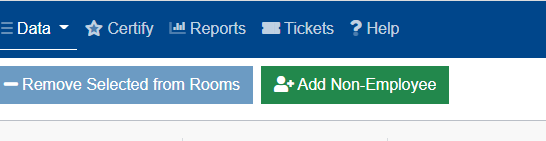 Data Certify Reports Tickets Help
Remove Selected from Rooms Add Non-Employee